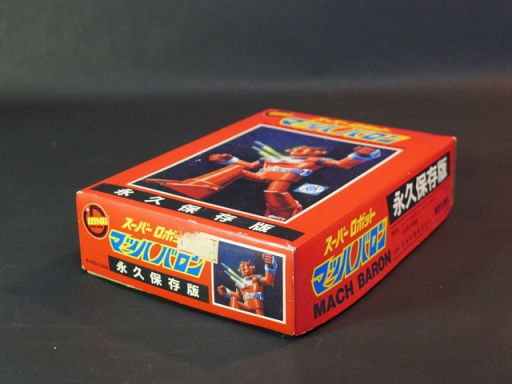 スーパーロボット
マッハバロン
永久保存版
imai
スーパー ロボット
マッハバロン
永久保存版
スーパー ロボット
マッハバロン
MACH BARON
永久保存版